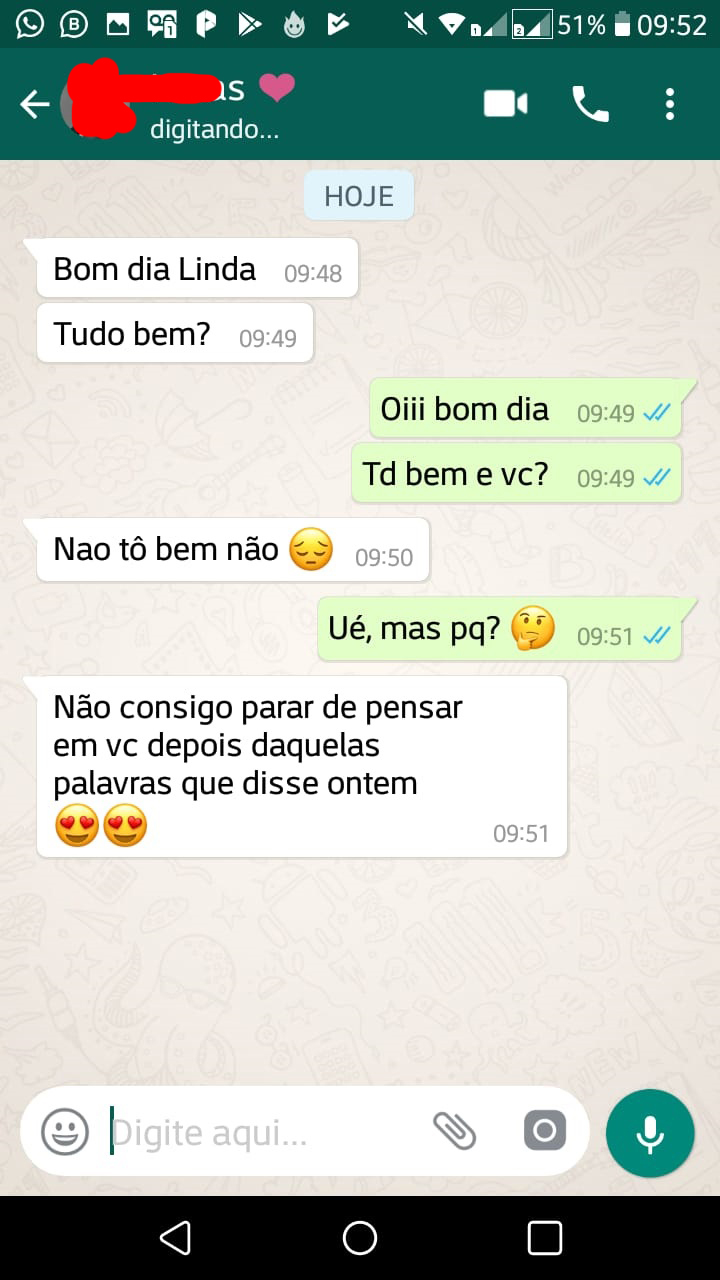 51% 09:52
digitando...
HOJE
Bom dia Linda 09:48
Tudo bem? 09:49
Oiii bom dia 09:49
Td bem e vc? 09:49
Nao tô bem não 😔 09:50
Ué, mas pq? 🤔 09:51
Não consigo parar de pensar
em vc depois daquelas
palavras que disse ontem
😍😍 09:51
Digite aqui...